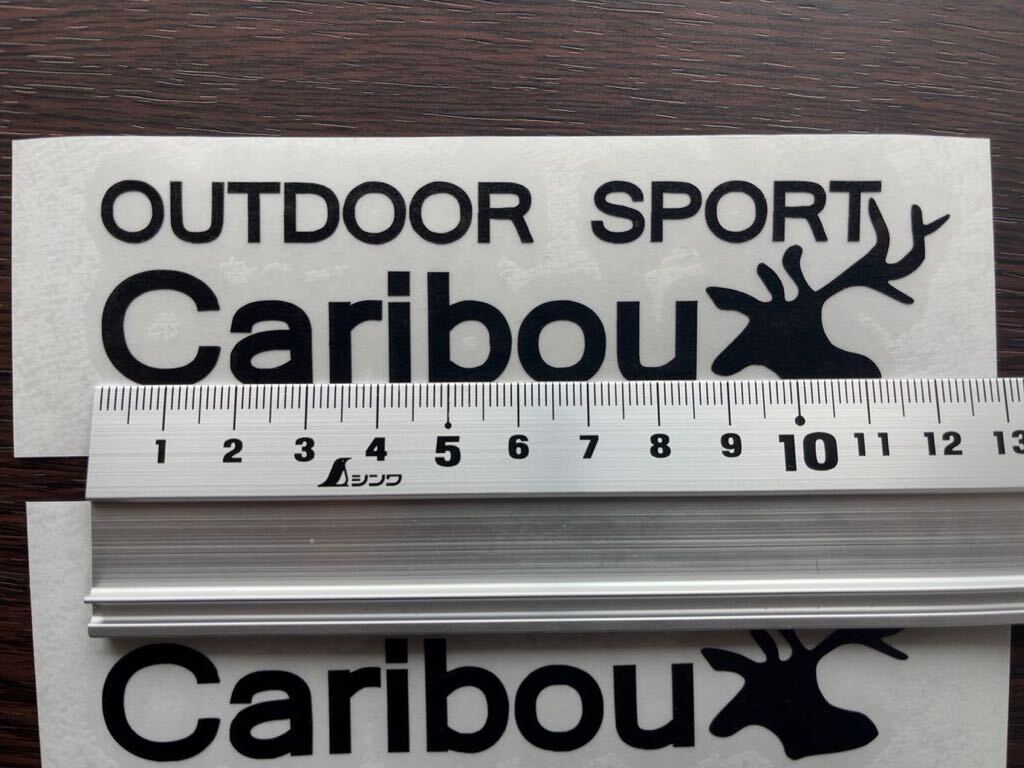 OUTDOOR SPORT
Caribou
1 2 3 4 5 6 7 8 9 10 11 12 13
シンワ
Caribou